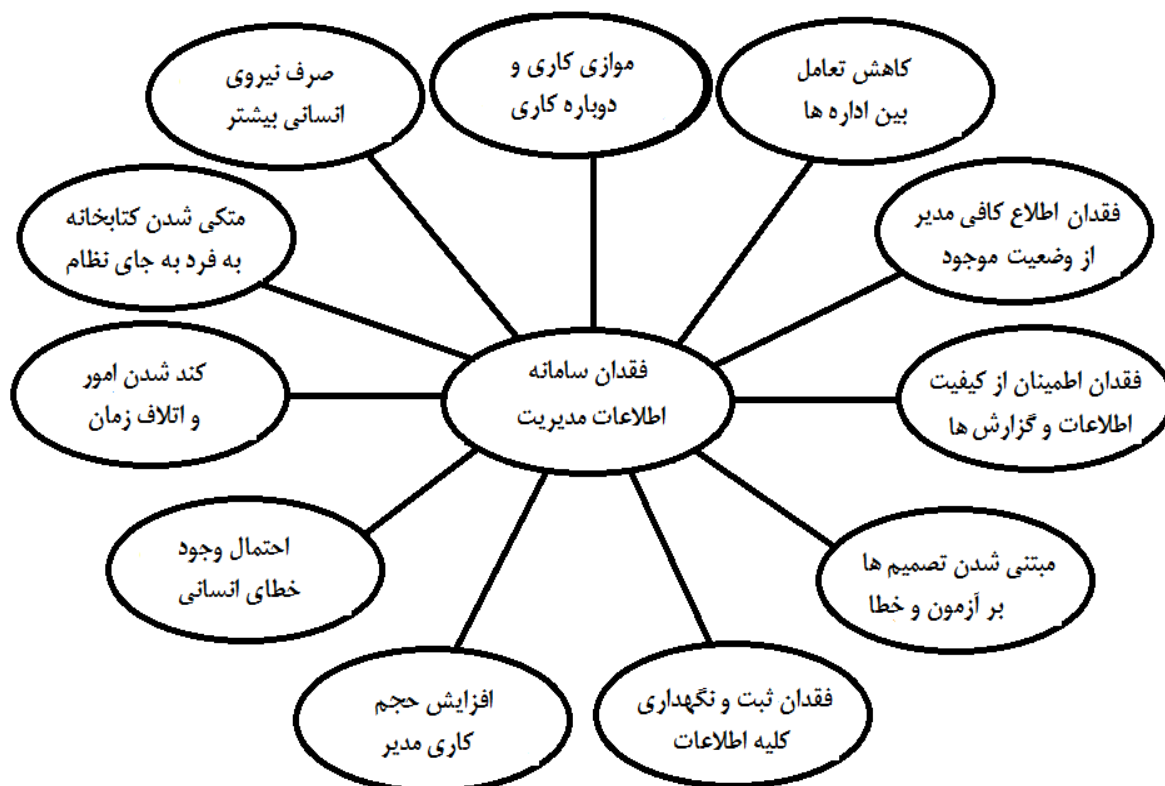 موازی کاری و
دوباره کاری
کاهش تعامل
بین اداره ها
فقدان اطلاع کافی مدیر
از وضعیت موجود
فقدان اطمینان از کیفیت
اطلاعات و گزارش ها
مبتنی شدن تصمیم ها
بر آزمون و خطا
فقدان ثبت و نگهداری
کلیه اطلاعات
افزایش حجم
کاری مدیر
احتمال وجود
خطای انسانی
کند شدن امور
و اتلاف زمان
متکی شدن کتابخانه
به فرد به جای نظام
صرف نیروی
انسانی بیشتر
فقدان سامانه
اطلاعات مدیریت